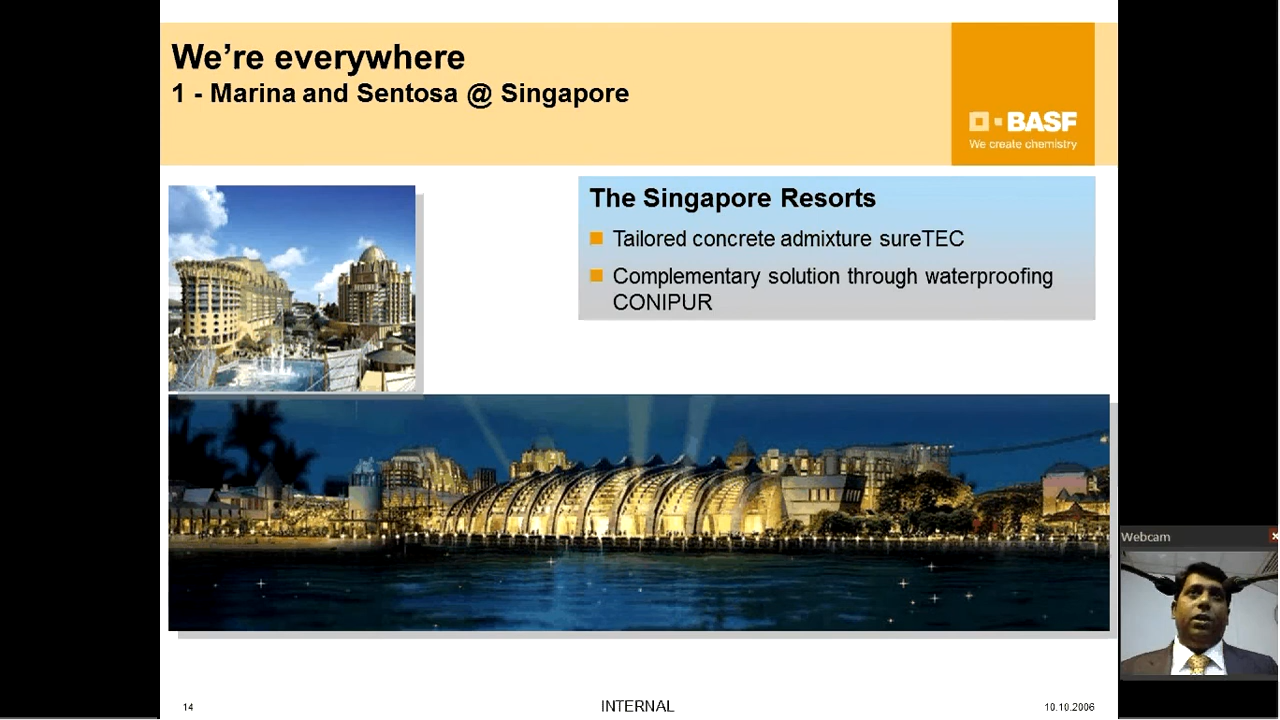 We're everywhere
1 - Marina and Sentosa @ Singapore
BASF
We create chemistry
The Singapore Resorts
Tailored concrete admixture sureTEC
Complementary solution through waterproofing
CONIPUR
Webcam
14
INTERNAL
10.10.2006